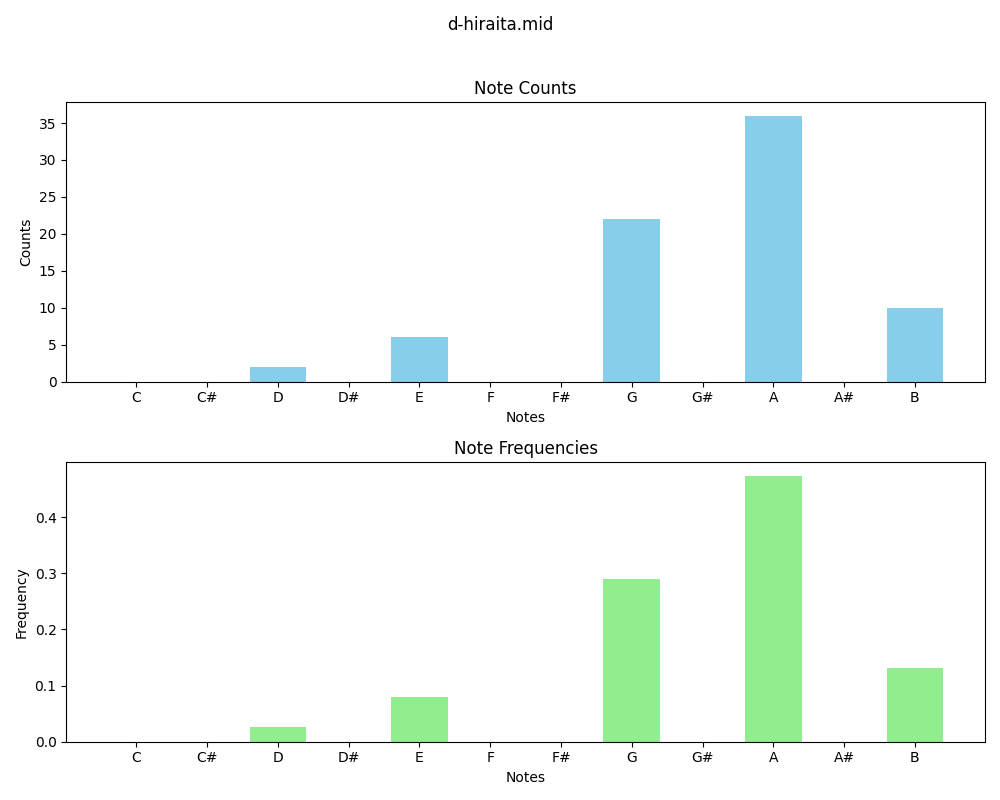 d-hiraita.mid
Note Counts
35
30
25
20
15
10
5
0
Counts
C C# D D# E F F# G G# A A# B
Notes
Note Frequencies
0.4
0.3
0.2
0.1
0.0
Frequency
C C# D D# E F F# G G# A A# B
Notes